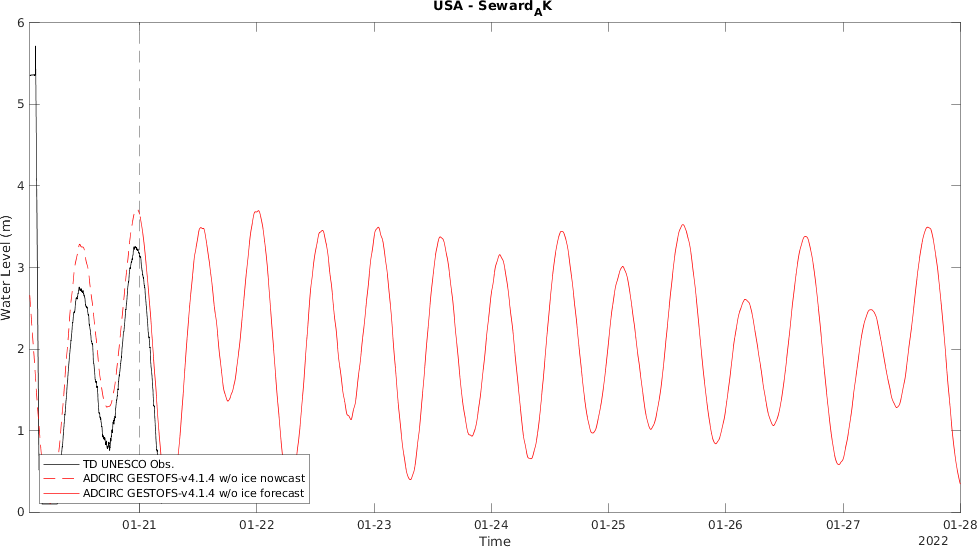 USA - Seward_AK
6
5
4
3
2
1
0
Water Level (m)
TD UNESCO Obs.
ADCIRC GESTOFS-v4.1.4 w/o ice nowcast
ADCIRC GESTOFS-v4.1.4 w/o ice forecast
01-21 01-22 01-23 01-24 01-25 01-26 01-27 01-28
Time
2022